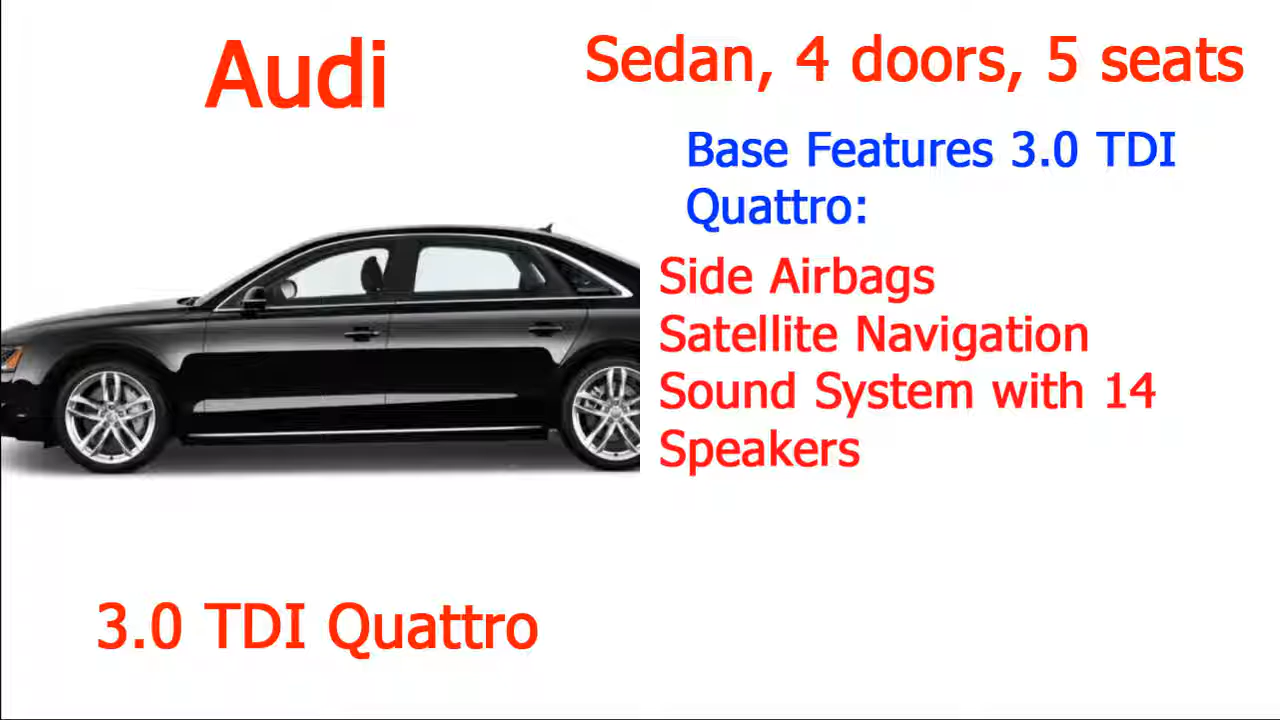 Audi
Sedan, 4 doors, 5 seats
Base Features 3.0 TDI
Quattro:
Side Airbags
Satellite Navigation
Sound System with 14
Speakers
3.0 TDI Quattro